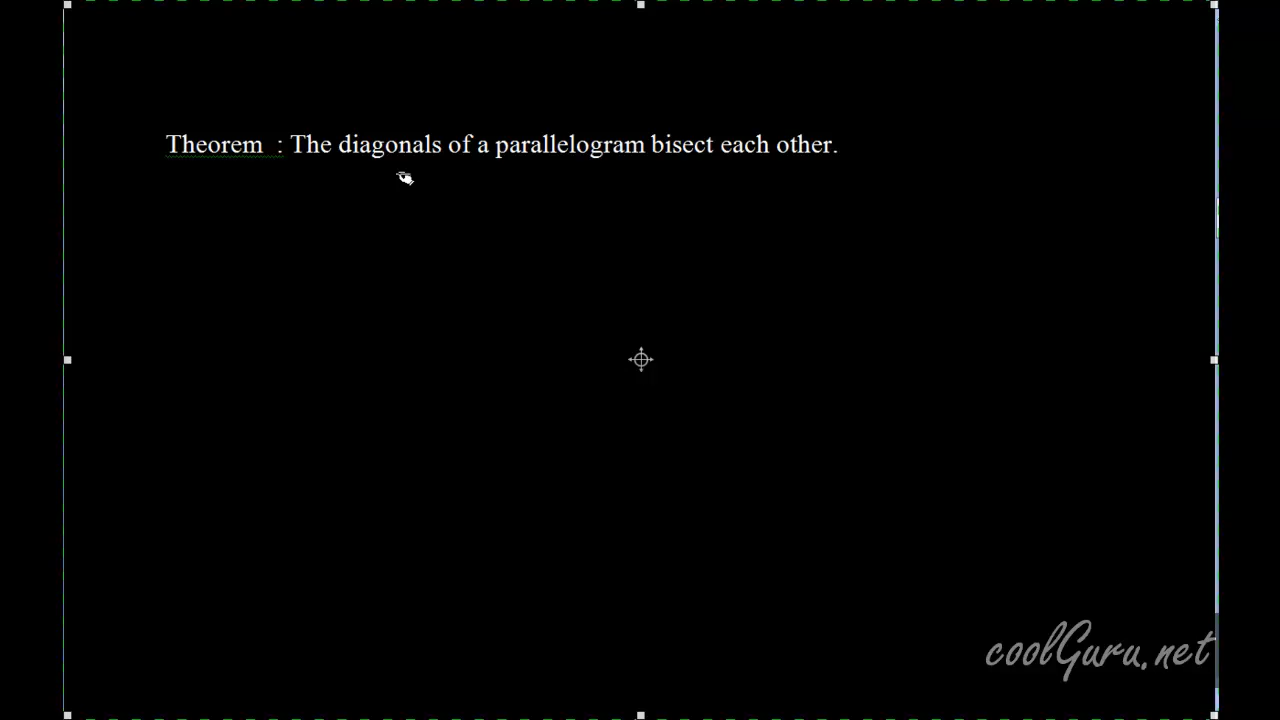 Theorem : The diagonals of a parallelogram bisect each other.
coolGuru.net